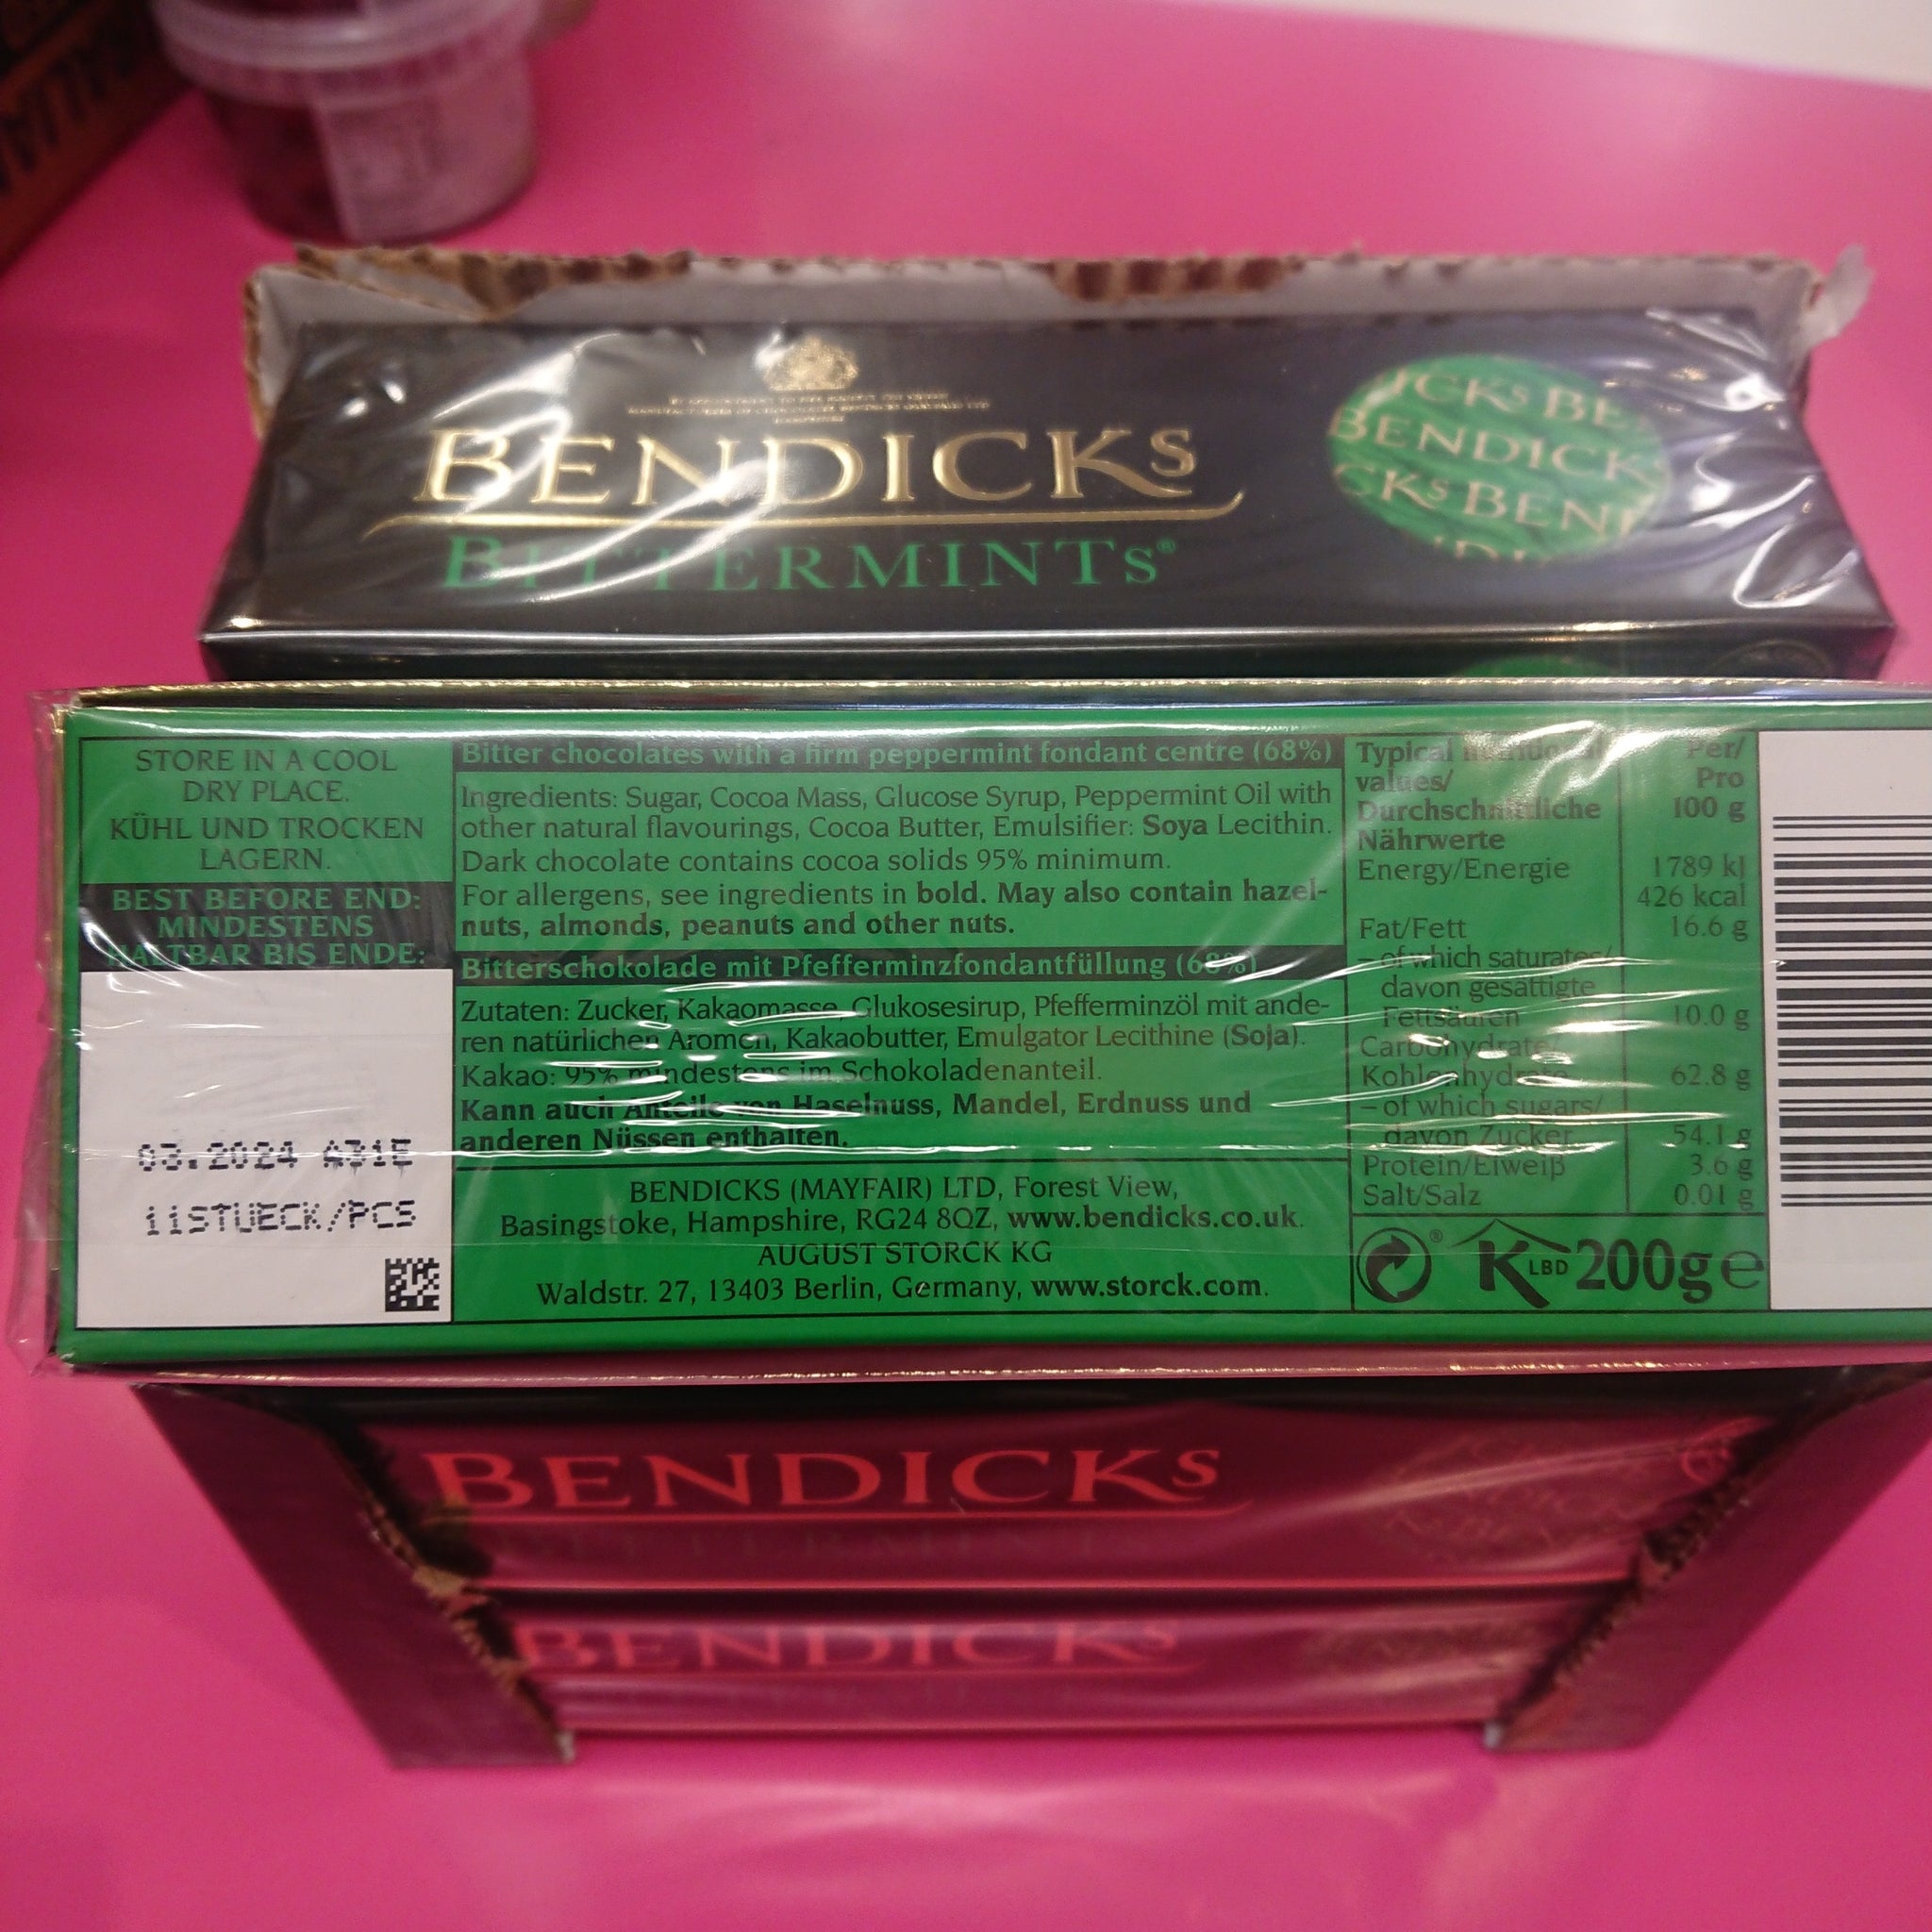 BENDICKS
BITTERMINTS®
ICKS BE
BENDICKS
CKS BEN
STORE IN A COOL
DRY PLACE.
KÜHL UND TROCKEN
LAGERN.
BEST BEFORE END:
MINDESTENS
HALTBAR BIS ENDE:
03.2024 A31E
11STUECK/PCS
Bitter chocolates with a firm peppermint fondant centre (68%)
Ingredients: Sugar, Cocoa Mass, Glucose Syrup, Peppermint Oil with
other natural flavourings, Cocoa Butter, Emulsifier: Soya Lecithin.
Dark chocolate contains cocoa solids 95% minimum.
For allergens, see ingredients in bold. May also contain hazel-
nuts, almonds, peanuts and other nuts.
Bitterschokolade mit Pfefferminzfondantfüllung (68%)
Zutaten: Zucker, Kakaomasse, Glukosesirup, Pfefferminzöl mit ande-
ren natürlichen Aromen, Kakaobutter, Emulgator Lecithine (Soja).
Kakao: 95% mindestens im Schokoladenanteil.
Kann auch Anteile von Haselnuss, Mandel, Erdnuss und
anderen Nüssen enthalten.
BENDICKS (MAYFAIR) LTD, Forest View,
Basingstoke, Hampshire, RG24 8QZ, www.bendicks.co.uk.
AUGUST STORCK KG
Waldstr. 27, 13403 Berlin, Germany, www.storck.com.
Typical nutritional Per/
values/ Pro
Durchschnittliche 100 g
Nährwerte
Energy/Energie 1789 kJ
426 kcal
Fat/Fett 16.6 g
– of which saturates/
davon gesättigte
Fettsäuren 10.0 g
Carbohydrate/
Kohlenhydrate 62.8 g
– of which sugars/
davon Zucker 54.1 g
Protein/Eiweiß 3.6 g
Salt/Salz 0.01 g
® K LBD 200g e
BENDICKS
BITTERMINTS
BENDICKS